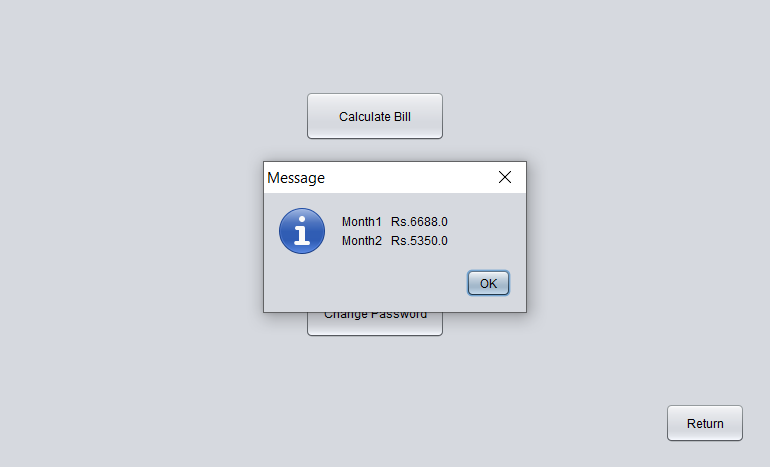 Calculate Bill
Message
Month1 Rs.6688.0
Month2 Rs.5350.0
OK
Change Password
Return